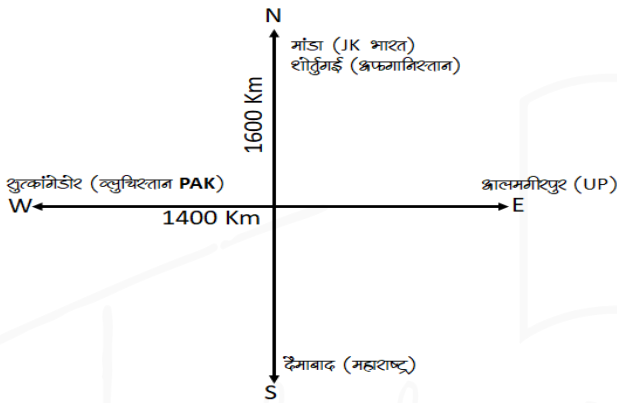 N
मांडा (JK भारत)
शोर्तुगई (अफगानिस्तान)
1600 Km
सुत्कांगेडोर (ब्लुचिस्तान PAK)
आलमगीरपुर (UP)
W
E
1400 Km
दैमाबाद (महाराष्ट्र)
S